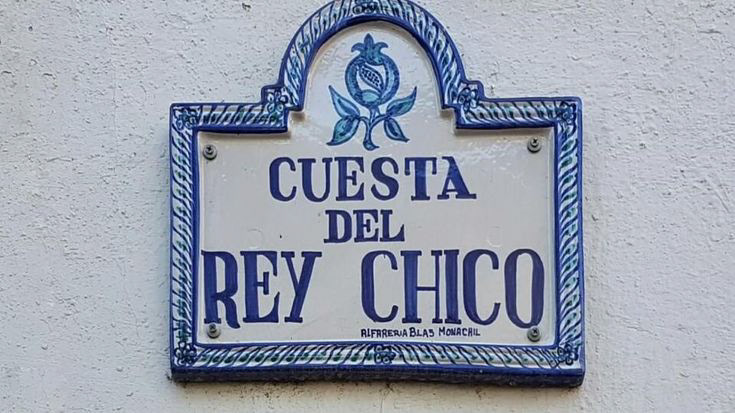 CUESTA
DEL
REY CHICO
ALFARERIA BLAS MONACHIL